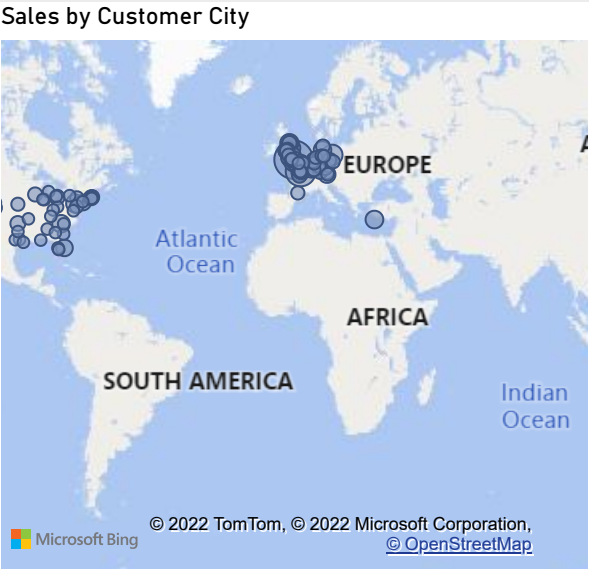 Sales by Customer City
EUROPE
Atlantic
Ocean
AFRICA
SOUTH AMERICA
Indian
Ocean
© 2022 TomTom, © 2022 Microsoft Corporation,
Microsoft Bing
© OpenStreetMap